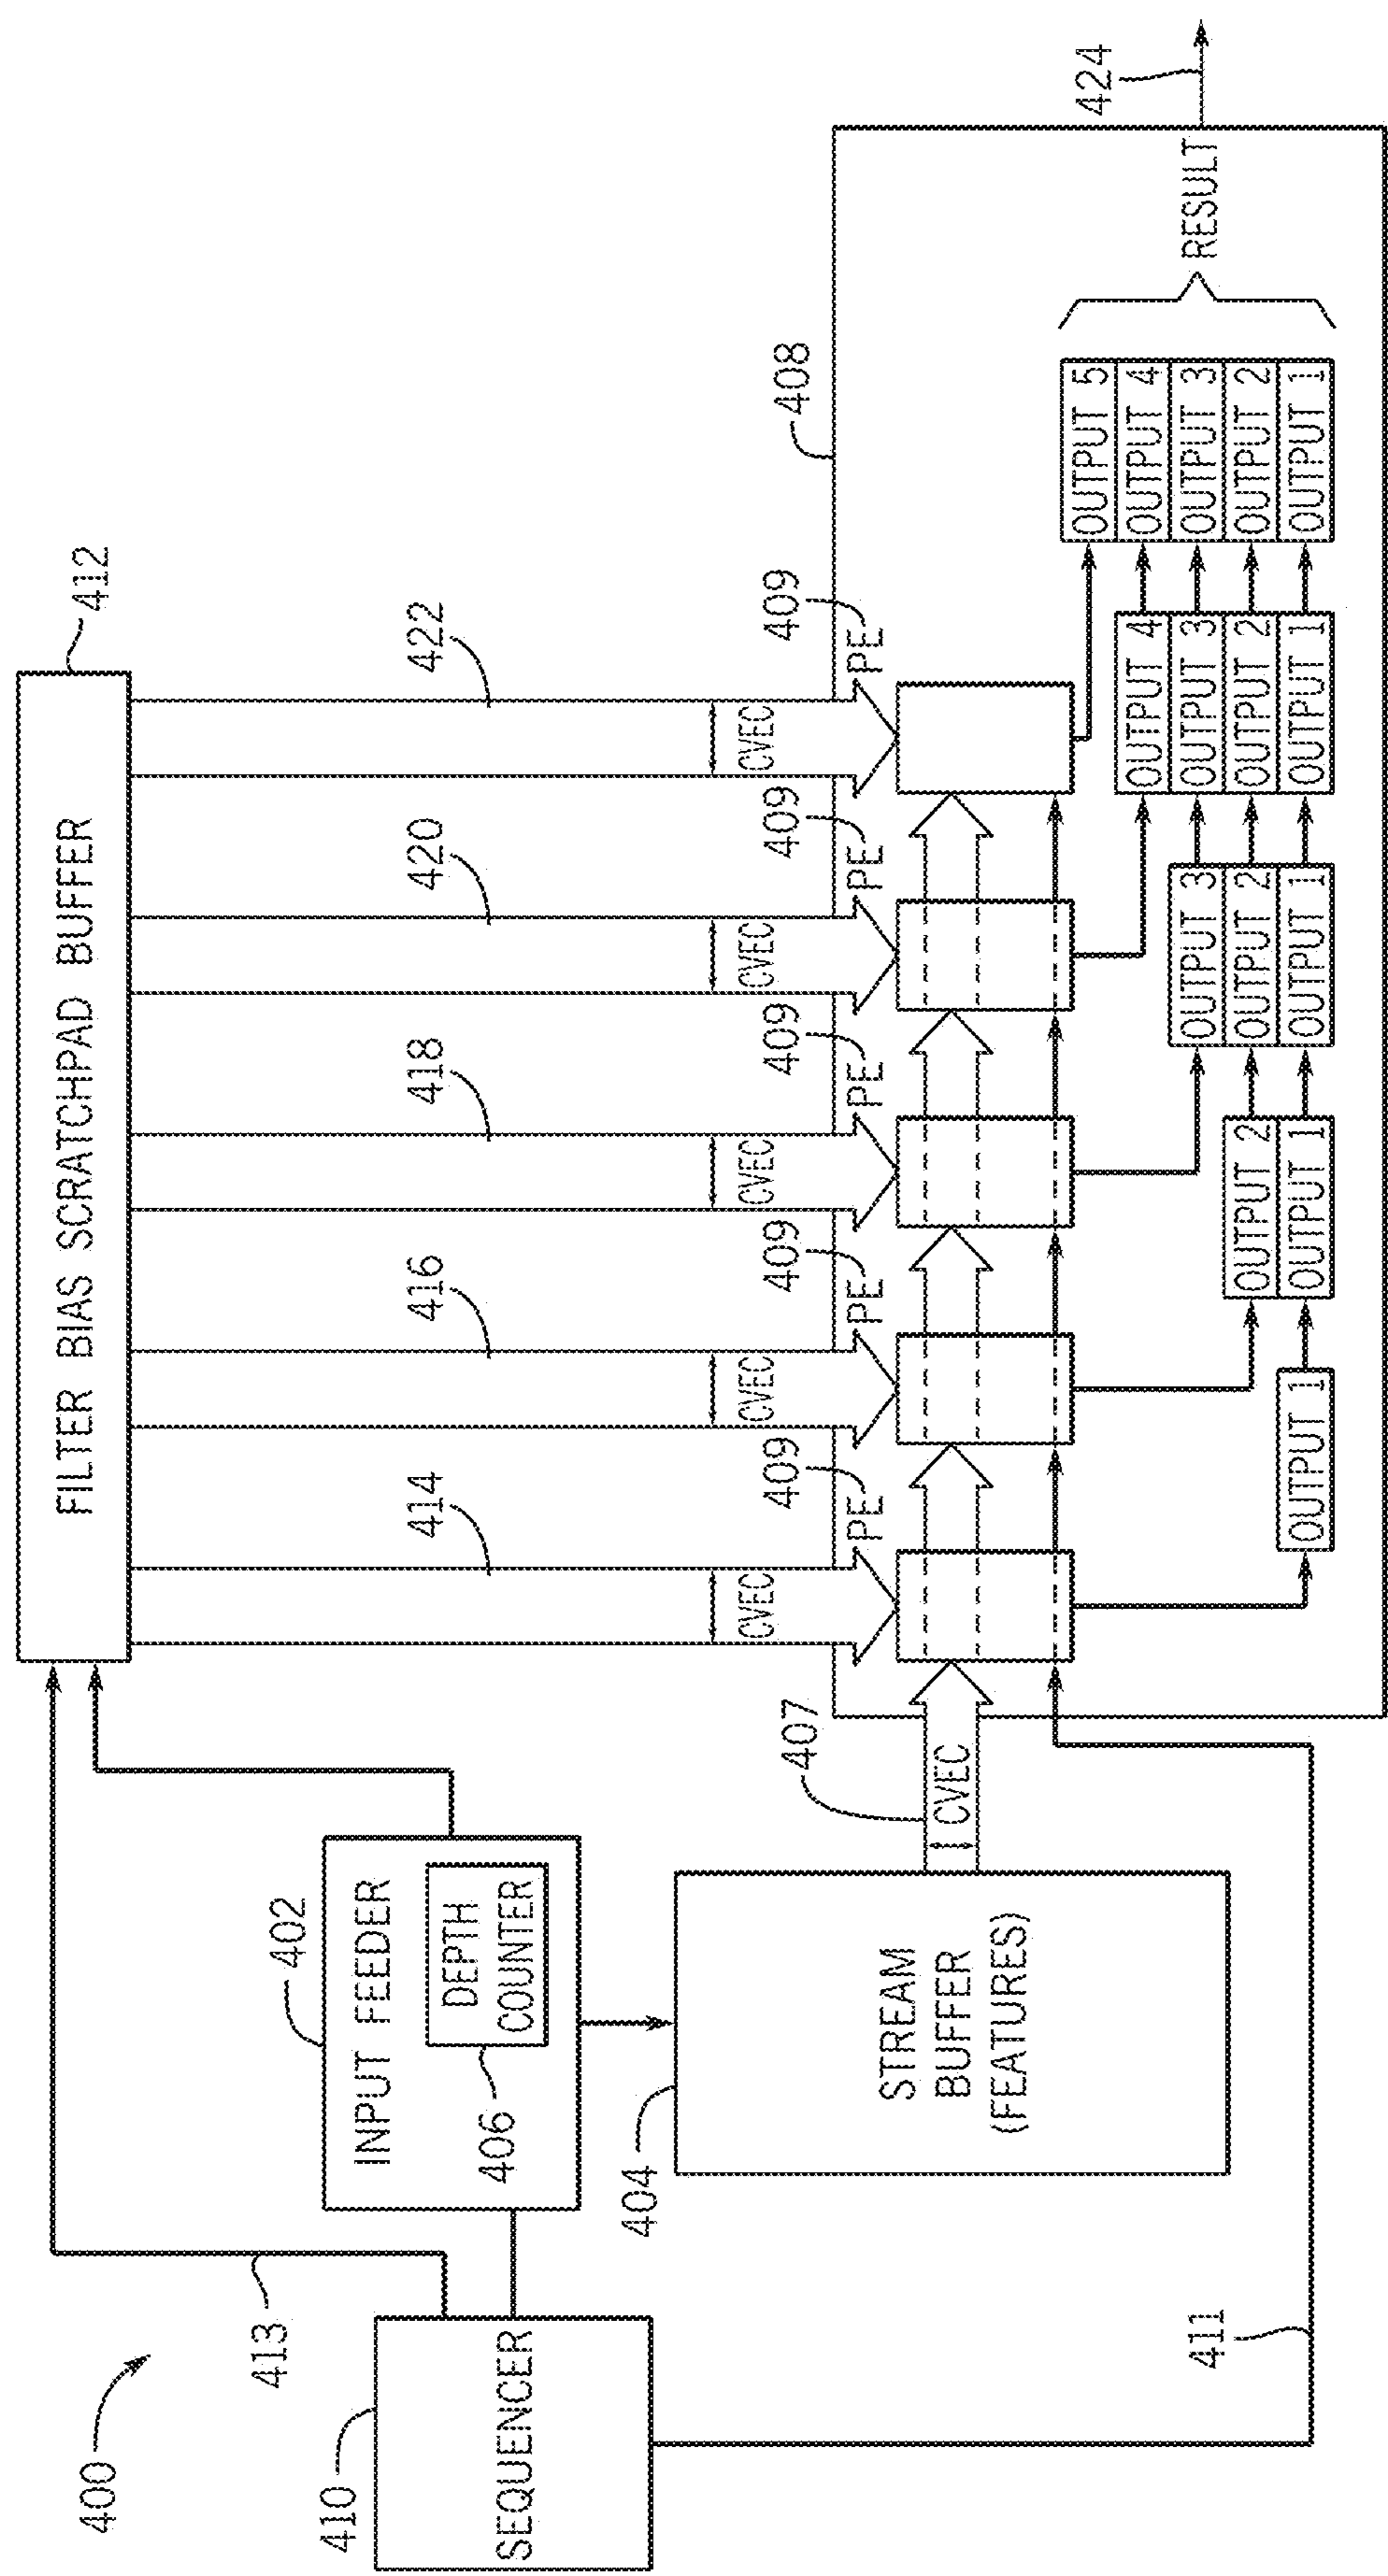 400
413
410
SEQUENCER
402
INPUT FEEDER
DEPTH
COUNTER
406
404
STREAM
BUFFER
(FEATURES)
411
407
CVEC
FILTER BIAS SCRATCHPAD BUFFER
412
414
416
418
420
422
CVEC
CVEC
CVEC
CVEC
CVEC
409
409
409
409
409
PE
PE
PE
PE
PE
408
OUTPUT 1
OUTPUT 2
OUTPUT 1
OUTPUT 3
OUTPUT 2
OUTPUT 1
OUTPUT 4
OUTPUT 3
OUTPUT 2
OUTPUT 1
OUTPUT 5
OUTPUT 4
OUTPUT 3
OUTPUT 2
OUTPUT 1
RESULT
424